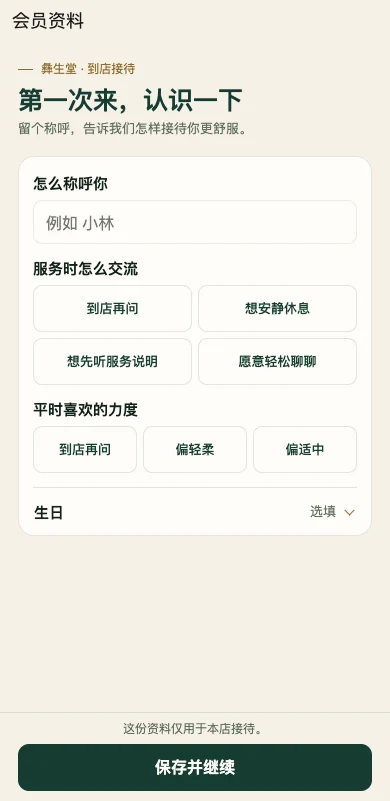 会员资料
彝生堂 · 到店接待
第一次来，认识一下
留个称呼，告诉我们怎样接待你更舒服。
怎么称呼你
例如 小林
服务时怎么交流
到店再问 想安静休息
想先听服务说明 愿意轻松聊聊
平时喜欢的力度
到店再问 偏轻柔 偏适中
生日 选填
这份资料仅用于本店接待。
保存并继续